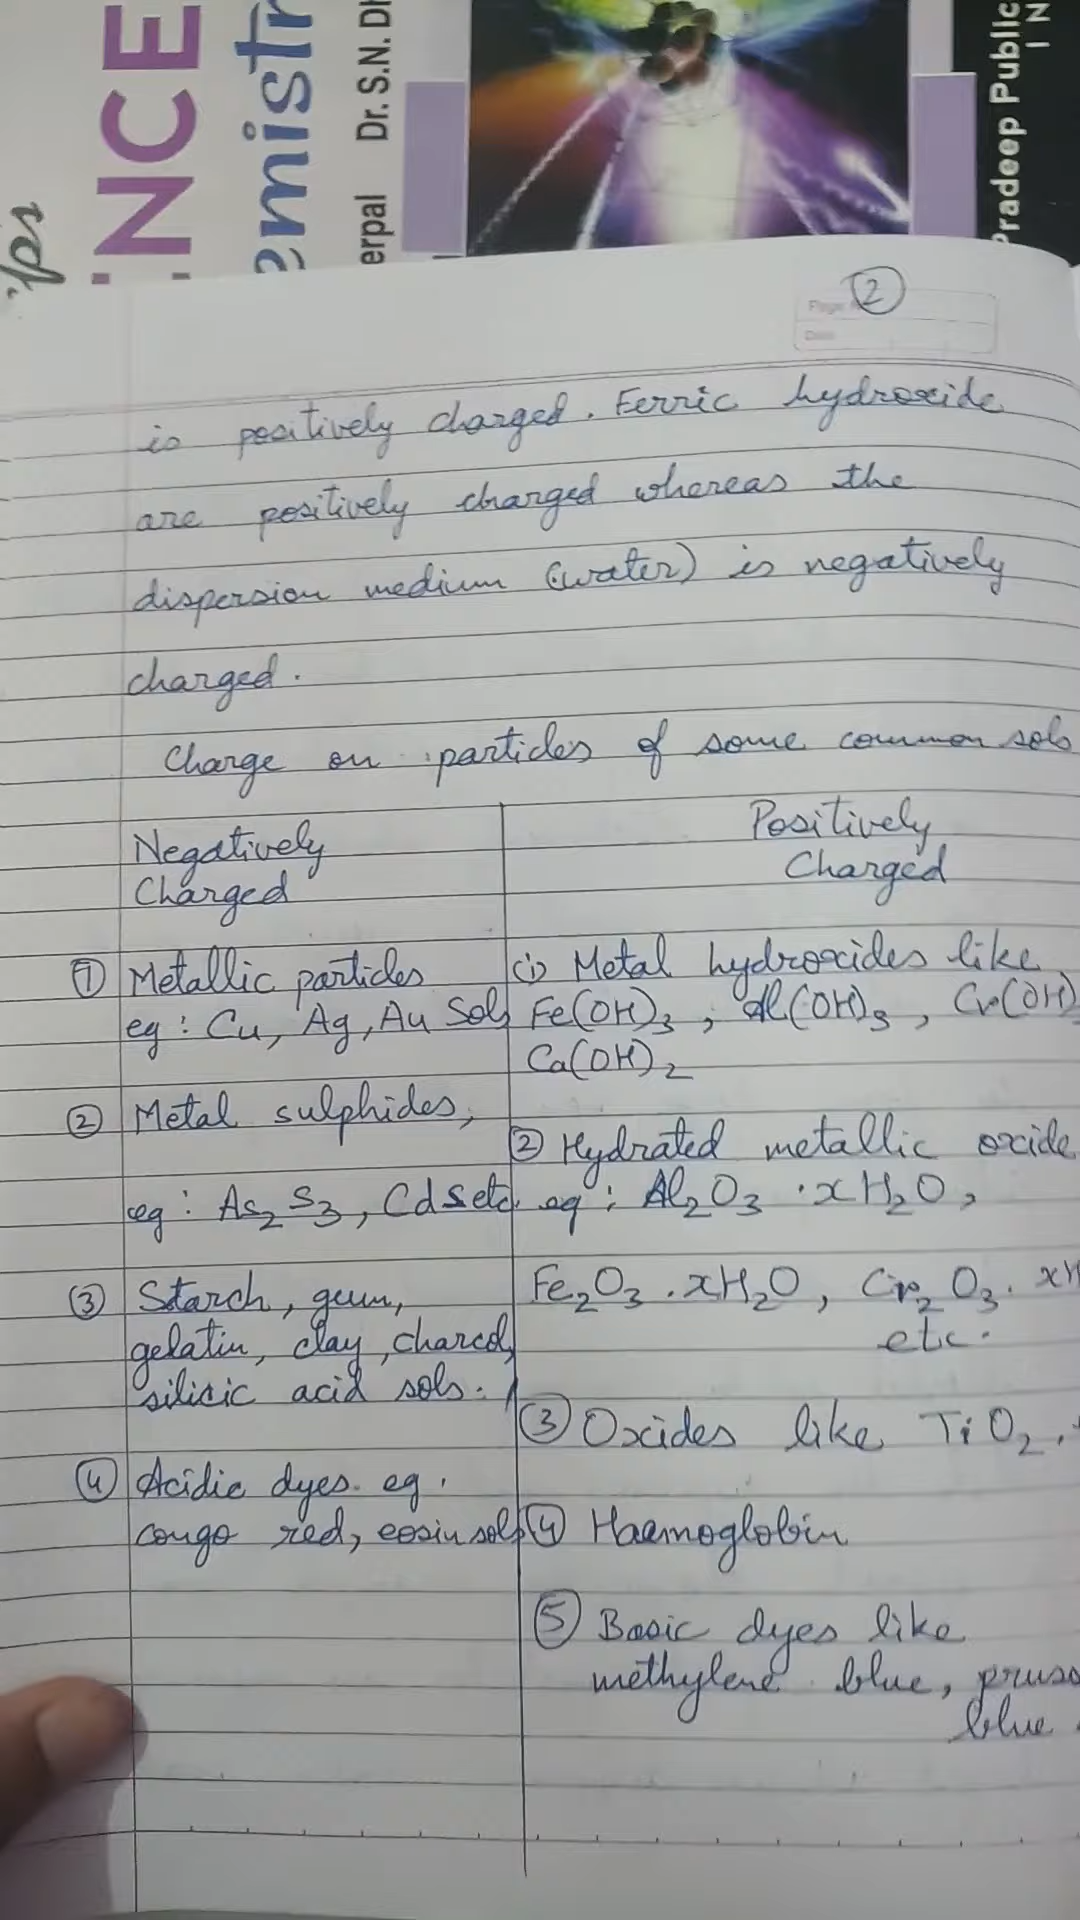 ips
NCE
emistr
erpal Dr. S.N. Dh
Pradeep Public
I N
Page
2
Date
is positively charged. Ferric hydroxide
are positively charged whereas the
dispersion medium (water) is negatively
charged.
Charge on particles of some common sols
Negatively
Charged
① Metallic particles
eg : Cu, Ag, Au Sols
② Metal sulphides,
eg : As₂S₃, CdS etc.
③ Starch, gum,
gelatin, clay, charcol,
silicic acid sols.
④ Acidic dyes. eg.
congo red, eosin sols
Positively
Charged
(i) Metal hydroxides like
Fe(OH)₃, Al(OH)₃, Cr(OH)
Ca(OH)₂
② Hydrated metallic oxide
eg : Al₂O₃ · xH₂O,
Fe₂O₃ . xH₂O, Cr₂O₃. xH
etc.
③ Oxides like TiO₂.
④ Haemoglobin
⑤ Basic dyes like
methylene blue, pruss
blue.